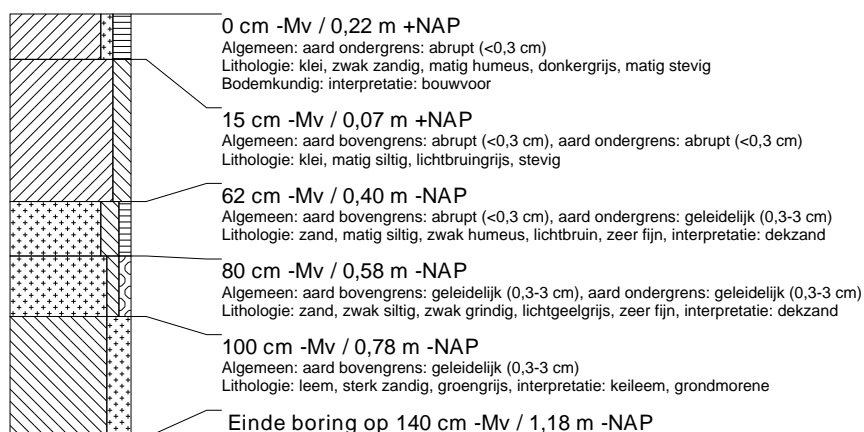 0 cm -Mv / 0,22 m +NAP
Algemeen: aard ondergrens: abrupt (<0,3 cm)
Lithologie: klei, zwak zandig, matig humeus, donkergrijs, matig stevig
Bodemkundig: interpretatie: bouwvoor
15 cm -Mv / 0,07 m +NAP
Algemeen: aard bovengrens: abrupt (<0,3 cm), aard ondergrens: abrupt (<0,3 cm)
Lithologie: klei, matig siltig, lichtbruingrijs, stevig
62 cm -Mv / 0,40 m -NAP
Algemeen: aard bovengrens: abrupt (<0,3 cm), aard ondergrens: geleidelijk (0,3-3 cm)
Lithologie: zand, matig siltig, zwak humeus, lichtbruin, zeer fijn, interpretatie: dekzand
80 cm -Mv / 0,58 m -NAP
Algemeen: aard bovengrens: geleidelijk (0,3-3 cm), aard ondergrens: geleidelijk (0,3-3 cm)
Lithologie: zand, zwak siltig, zwak grindig, lichtgeelgrijs, zeer fijn, interpretatie: dekzand
100 cm -Mv / 0,78 m -NAP
Algemeen: aard bovengrens: geleidelijk (0,3-3 cm)
Lithologie: leem, sterk zandig, groengrijs, interpretatie: keileem, grondmorene
Einde boring op 140 cm -Mv / 1,18 m -NAP